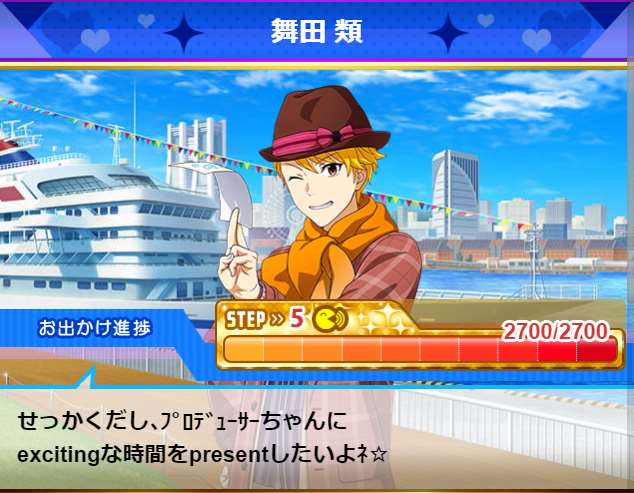 舞田 類
STEP » 5
お出かけ進捗
2700/2700
せっかくだし､ﾌﾟﾛﾃﾞｭｰｻｰちゃんに
excitingな時間をpresentしたいよﾈ☆